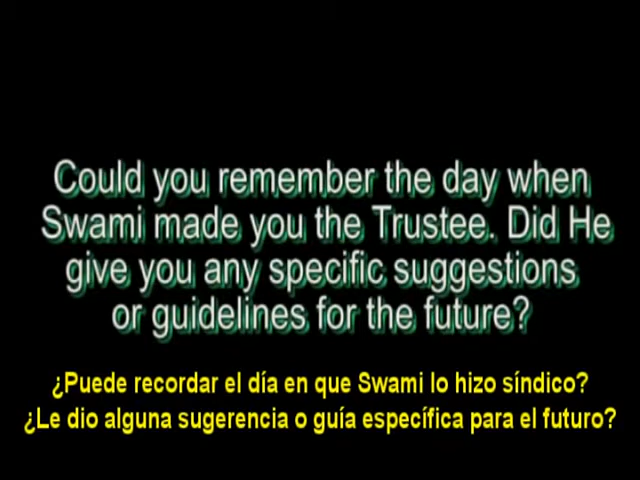 Could you remember the day when
Swami made you the Trustee. Did He
give you any specific suggestions
or guidelines for the future?
¿Puede recordar el día en que Swami lo hizo síndico?
¿Le dio alguna sugerencia o guía específica para el futuro?